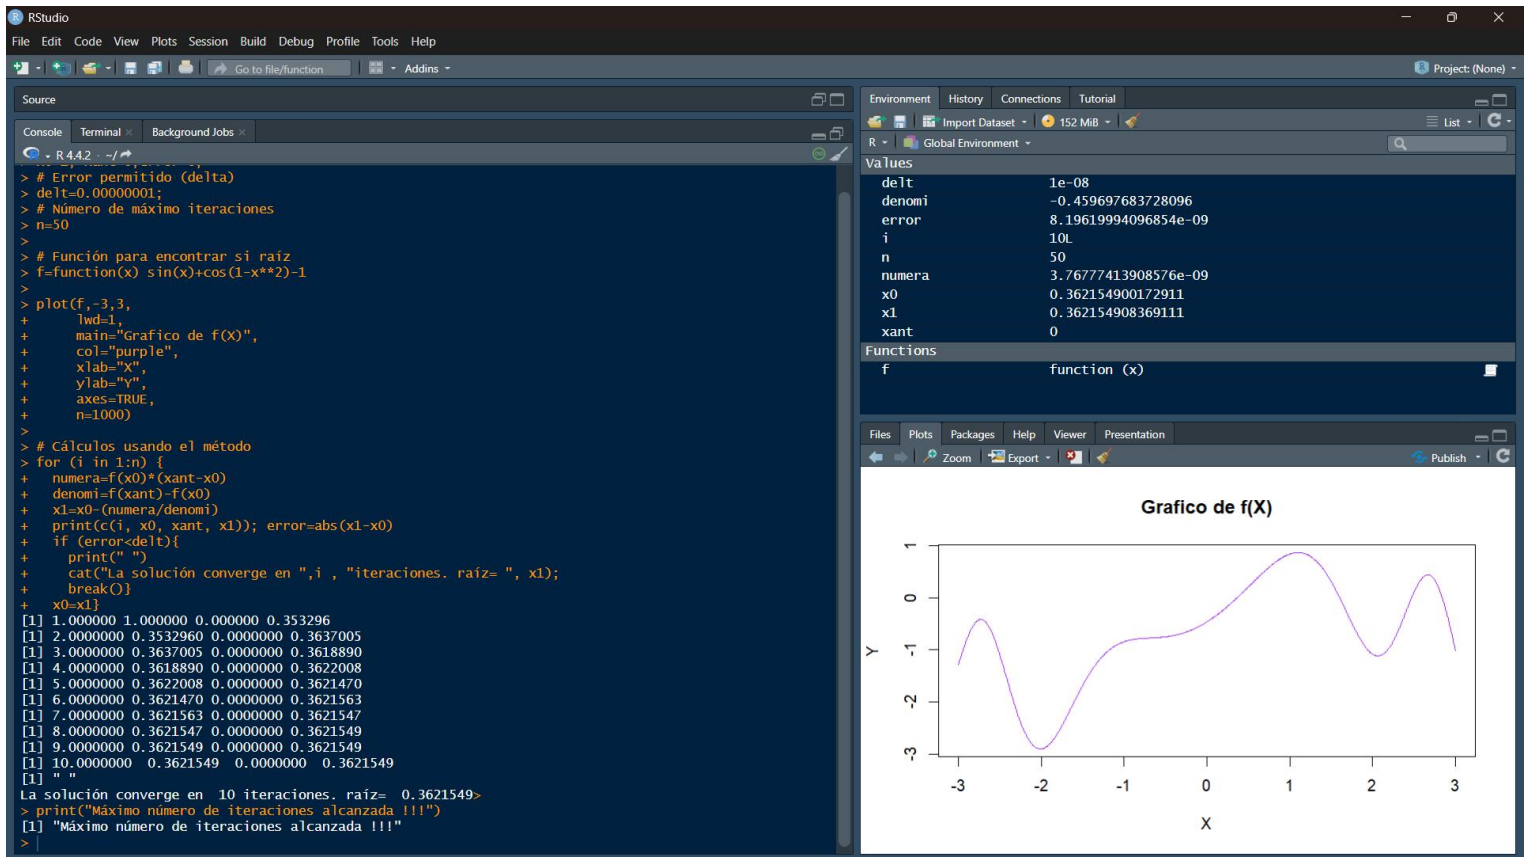 RStudio
File Edit Code View Plots Session Build Debug Profile Tools Help
Go to file/function
Addins
Project: (None)
Source
Console Terminal Background Jobs
R 4.4.2 · ~/
> # Error permitido (delta)
> delt=0.00000001;
> # Número de máximo iteraciones
> n=50
>
> # Función para encontrar si raíz
> f=function(x) sin(x)+cos(1-x**2)-1
>
> plot(f,-3,3,
+ lwd=1,
+ main="Grafico de f(X)",
+ col="purple",
+ xlab="X",
+ ylab="Y",
+ axes=TRUE,
+ n=1000)
>
> # Cálculos usando el método
> for (i in 1:n) {
+ numera=f(x0)*(xant-x0)
+ denomi=f(xant)-f(x0)
+ x1=x0-(numera/denomi)
+ print(c(i, x0, xant, x1)); error=abs(x1-x0)
+ if (error<delt){
+ print(" ")
+ cat("La solución converge en ",i , "iteraciones. raíz= ", x1);
+ break()}
+ x0=x1}
[1] 1.000000 1.000000 0.000000 0.353296
[1] 2.0000000 0.3532960 0.0000000 0.3637005
[1] 3.0000000 0.3637005 0.0000000 0.3618890
[1] 4.0000000 0.3618890 0.0000000 0.3622008
[1] 5.0000000 0.3622008 0.0000000 0.3621470
[1] 6.0000000 0.3621470 0.0000000 0.3621563
[1] 7.0000000 0.3621563 0.0000000 0.3621547
[1] 8.0000000 0.3621547 0.0000000 0.3621549
[1] 9.0000000 0.3621549 0.0000000 0.3621549
[1] 10.0000000 0.3621549 0.0000000 0.3621549
[1] " "
La solución converge en 10 iteraciones. raíz= 0.3621549>
> print("Máximo número de iteraciones alcanzada !!!")
[1] "Máximo número de iteraciones alcanzada !!!"
>
Environment History Connections Tutorial
Import Dataset 152 MiB List
R Global Environment
Values
delt 1e-08
denomi -0.459697683728096
error 8.19619994096854e-09
i 10L
n 50
numera 3.76777413908576e-09
x0 0.362154900172911
x1 0.362154908369111
xant 0
Functions
f function (x)
Files Plots Packages Help Viewer Presentation
Zoom Export Publish
Grafico de f(X)
1
0
-1
-2
-3
Y
-3 -2 -1 0 1 2 3
X